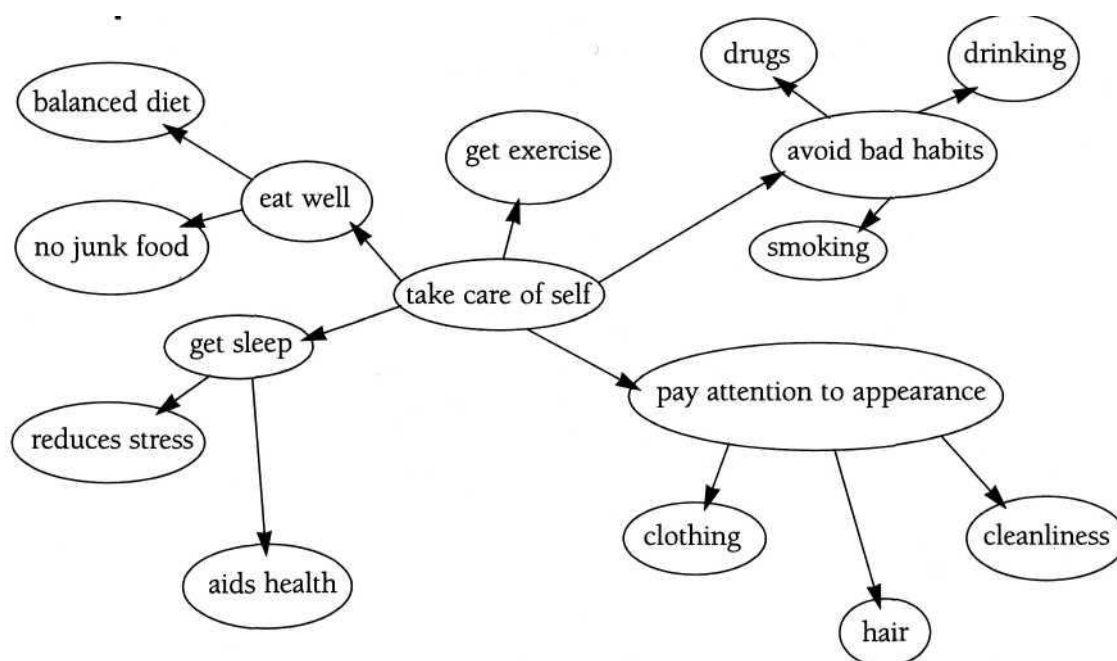 drugs
drinking
balanced diet
get exercise
avoid bad habits
eat well
no junk food
smoking
take care of self
get sleep
pay attention to appearance
reduces stress
clothing
cleanliness
aids health
hair